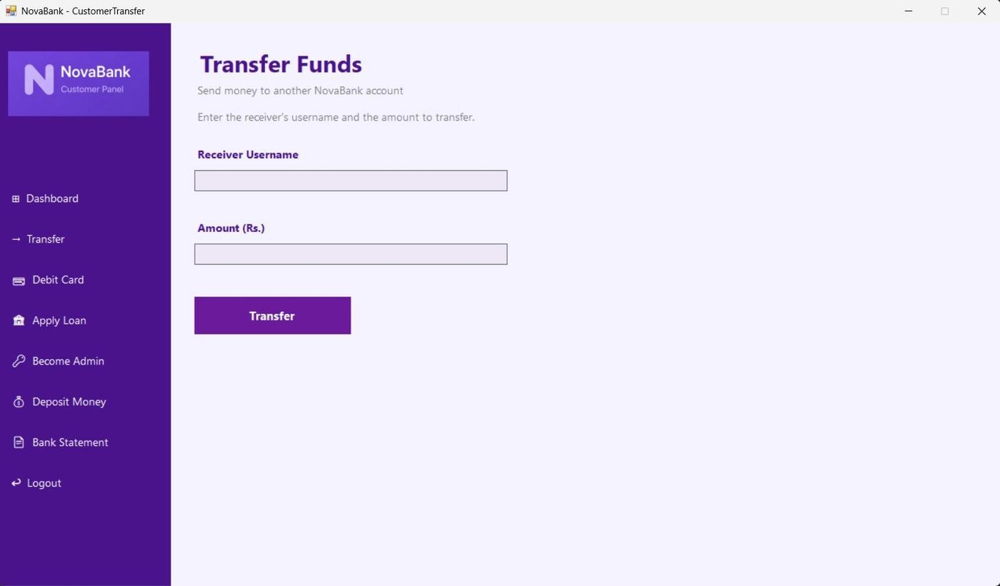 NovaBank - CustomerTransfer
NovaBank
Customer Panel
Dashboard
Transfer
Debit Card
Apply Loan
Become Admin
Deposit Money
Bank Statement
Logout
Transfer Funds
Send money to another NovaBank account
Enter the receiver's username and the amount to transfer.
Receiver Username
Amount (Rs.)
Transfer